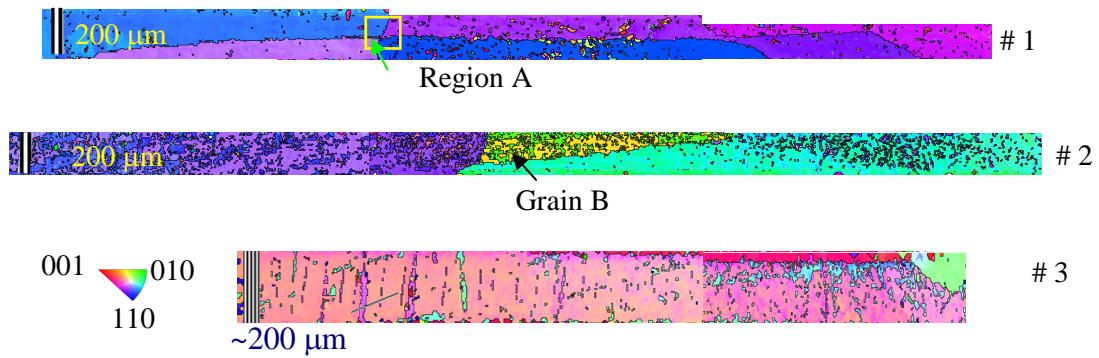 200 μm
# 1
Region A
200 μm
# 2
Grain B
001
010
# 3
110
~200 μm